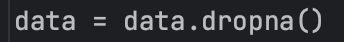 data = data.dropna()